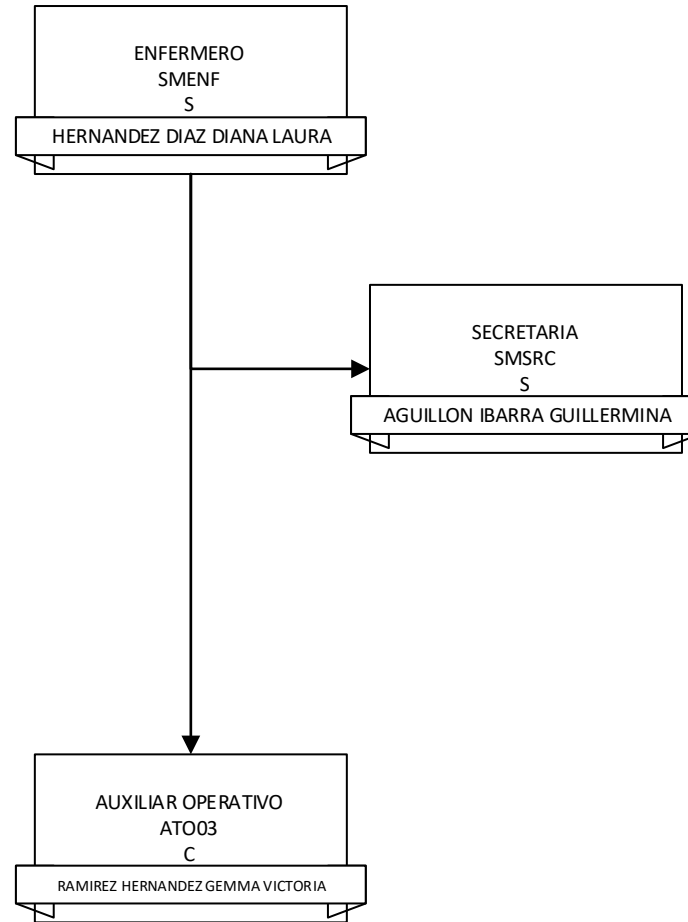 ENFERMERO
SMENF
S
HERNANDEZ DIAZ DIANA LAURA
SECRETARIA
SMSRC
S
AGUILLON IBARRA GUILLERMINA
AUXILIAR OPERATIVO
ATO03
C
RAMIREZ HERNANDEZ GEMMA VICTORIA